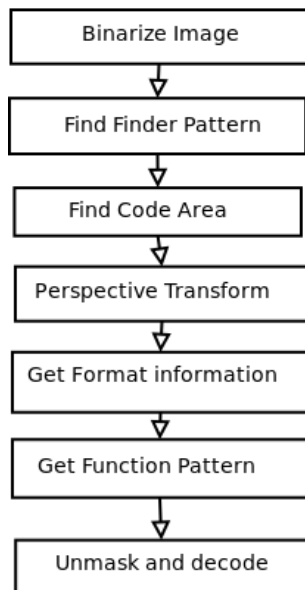 Binarize Image
Find Finder Pattern
Find Code Area
Perspective Transform
Get Format information
Get Function Pattern
Unmask and decode